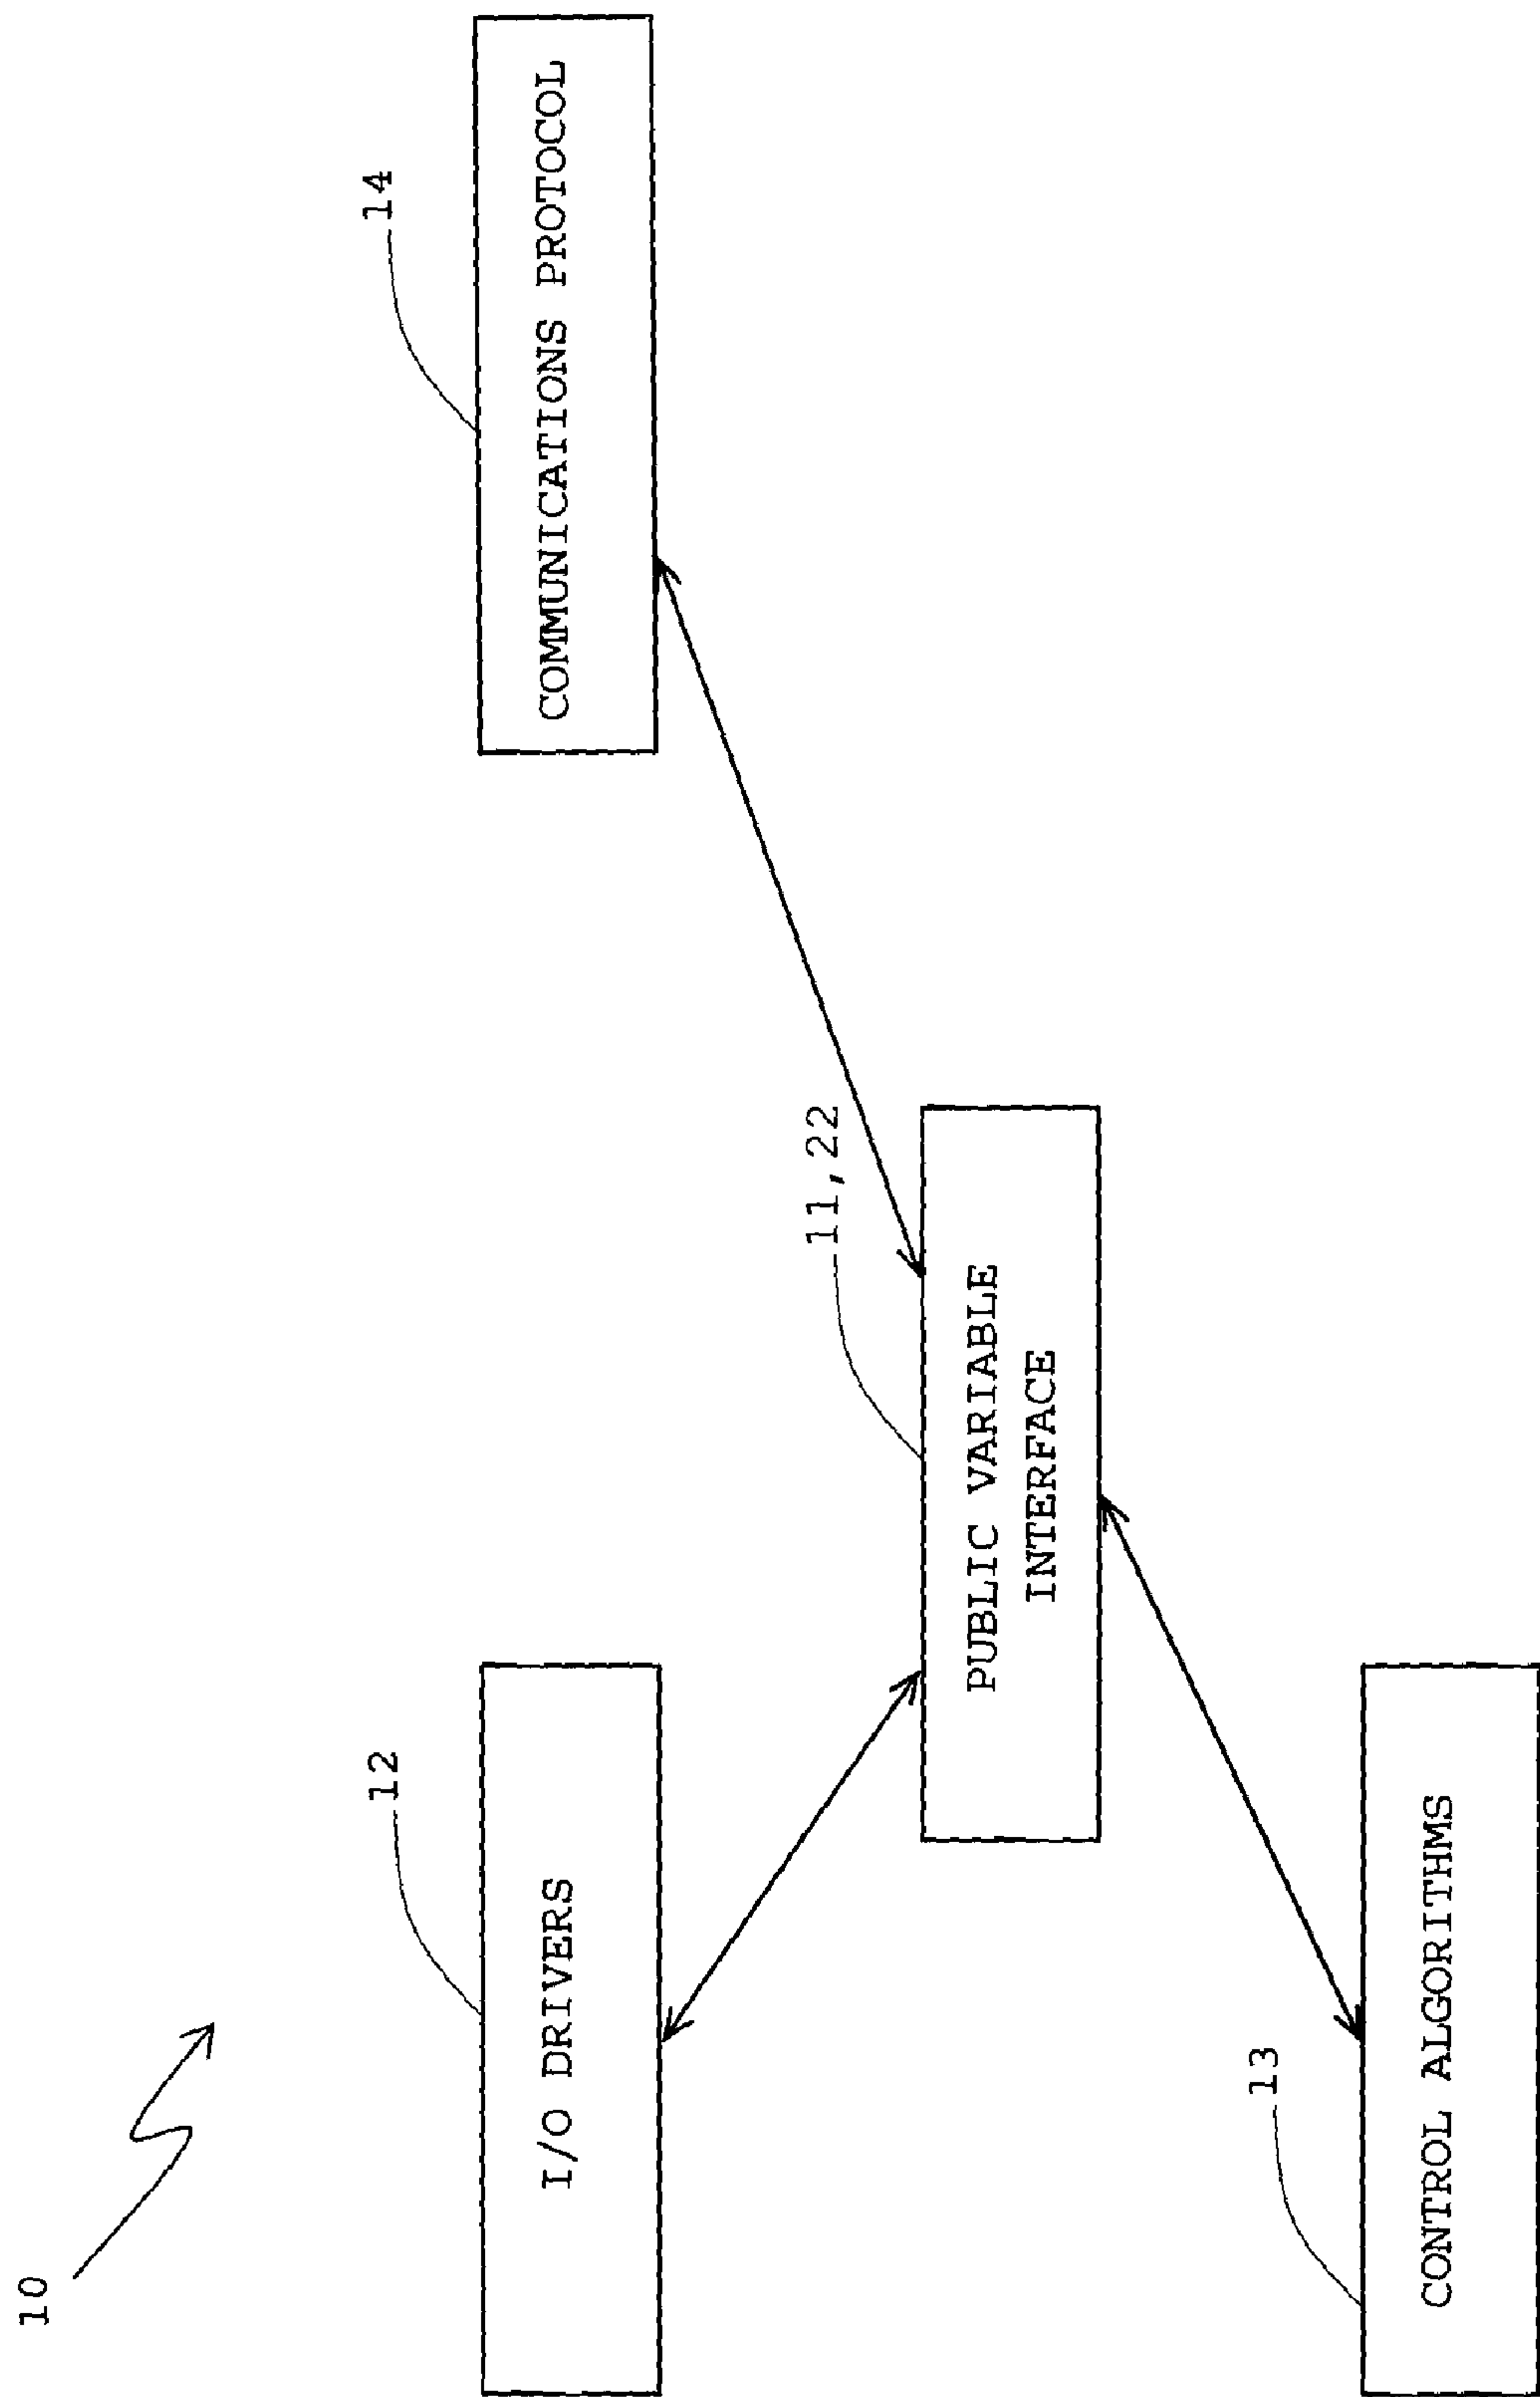 10
12
I/O DRIVERS
14
COMMUNICATIONS PROTOCOL
11,22
PUBLIC VARIABLE
INTERFACE
13
CONTROL ALGORITHMS